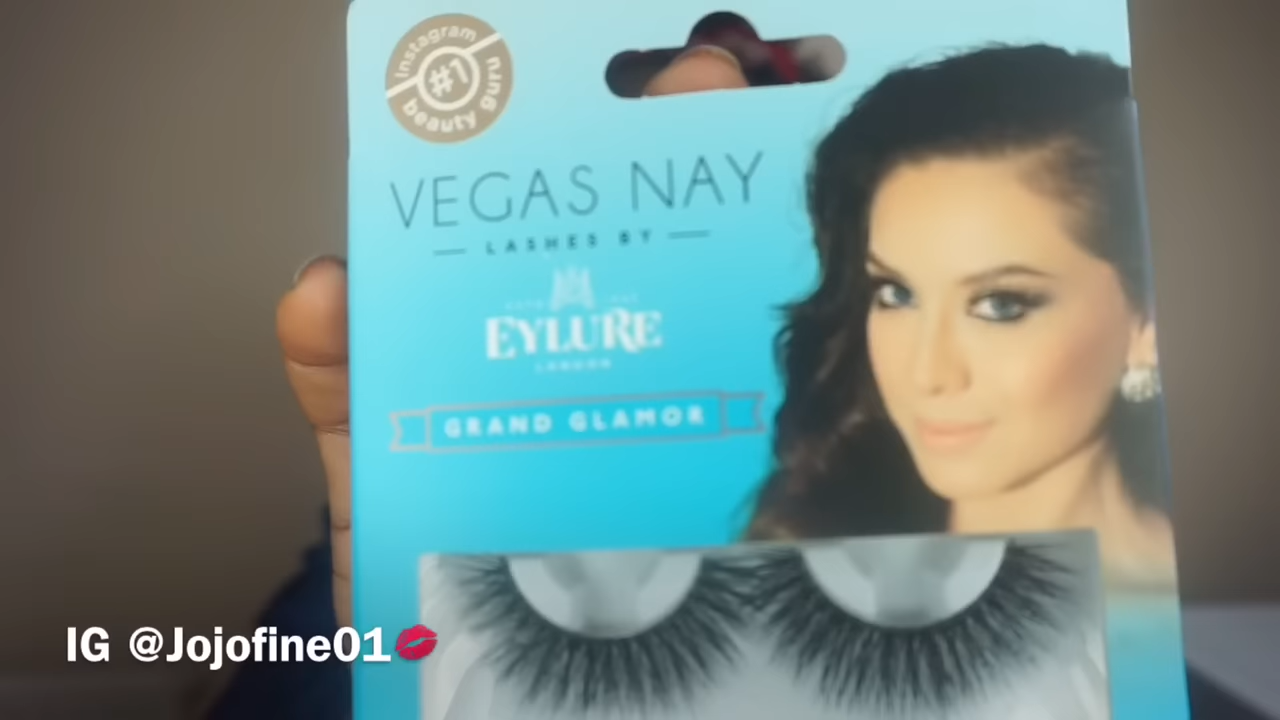 Instagram
#1
beauty guru
VEGAS NAY
LASHES BY
EYLURE
LONDON
GRAND GLAMOR
IG @Jojofine01💋